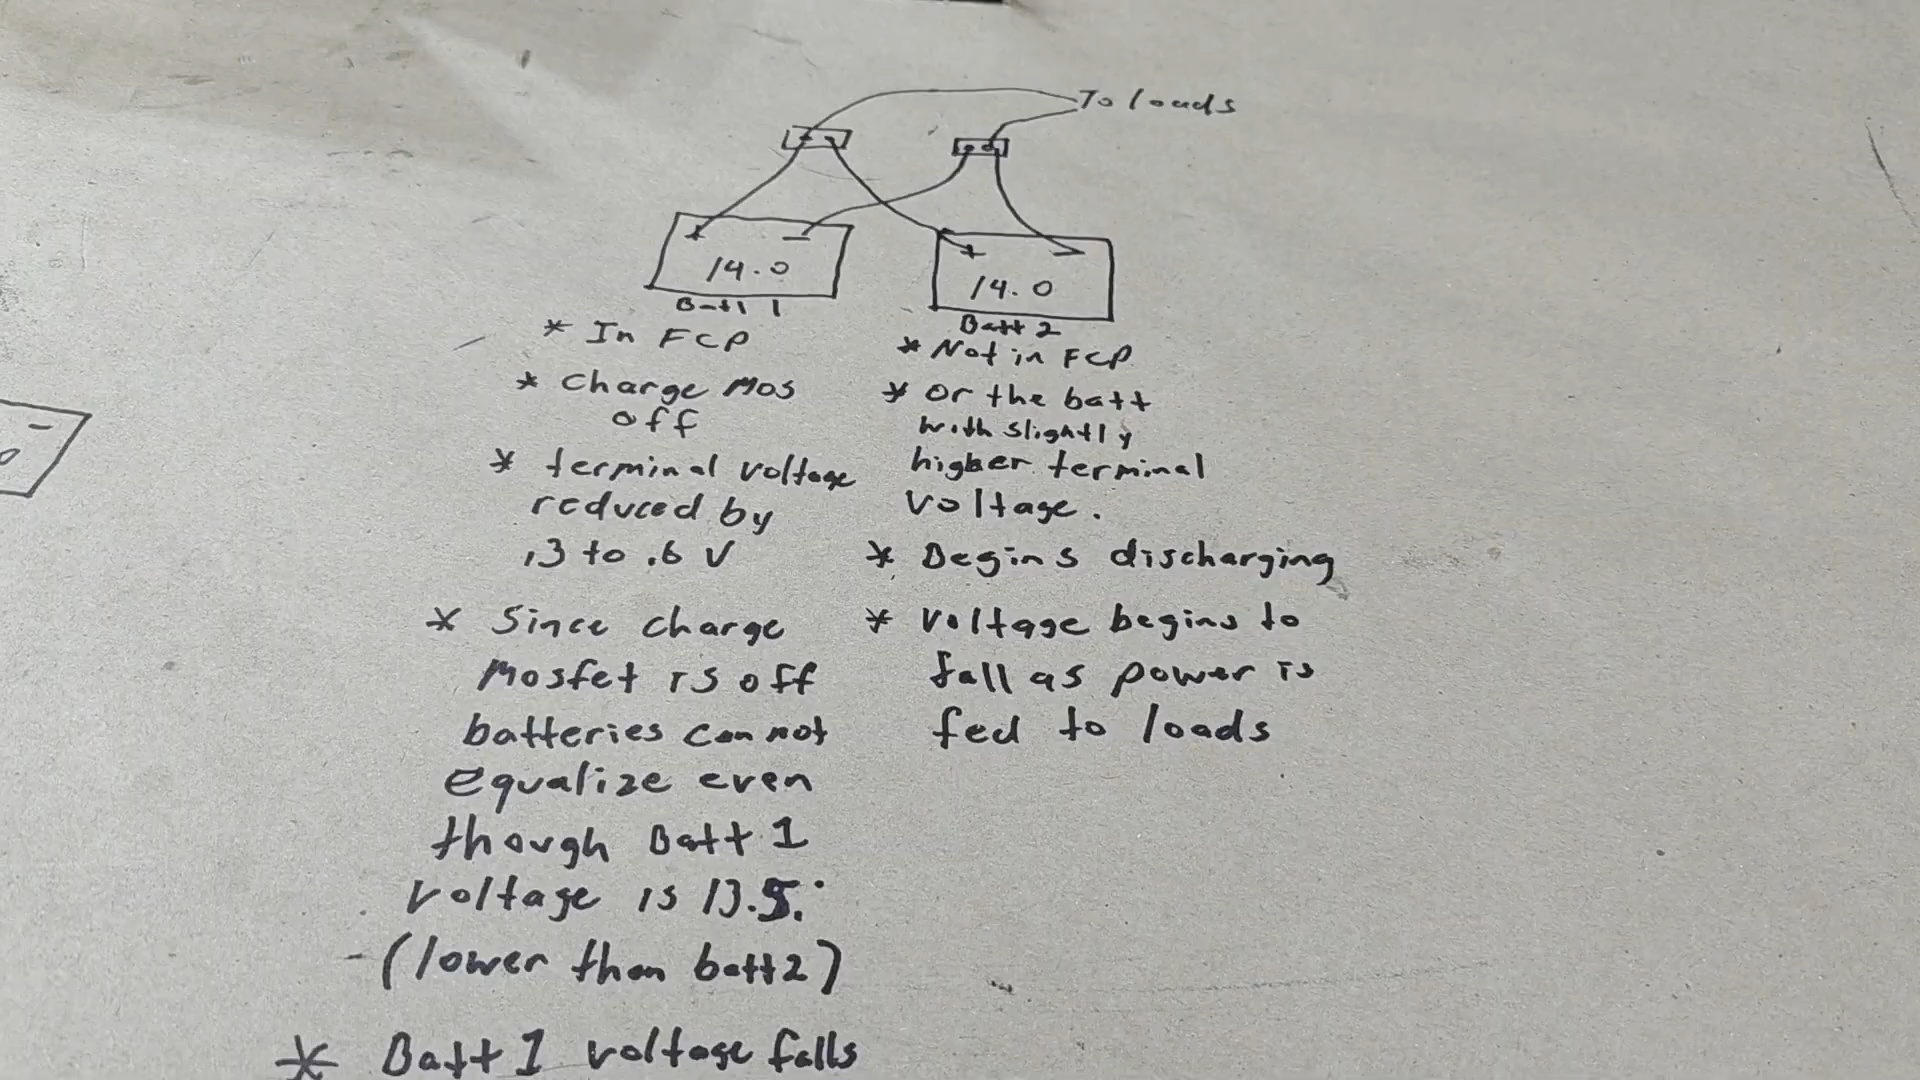 To loads
+ -
14.0
Batt 1
* In FCP
* Charge MOS
off
* terminal voltage
reduced by
.3 to .6 V
* Since charge
Mosfet is off
batteries can not
equalize even
though Batt 1
voltage is 13.5.
(lower than batt2)
* Batt 1 voltage falls
+ -
14.0
Batt 2
* Not in FCP
* or the batt
with slightly
higher terminal
voltage.
* Begins discharging
* Voltage begins to
fall as power is
fed to loads
-